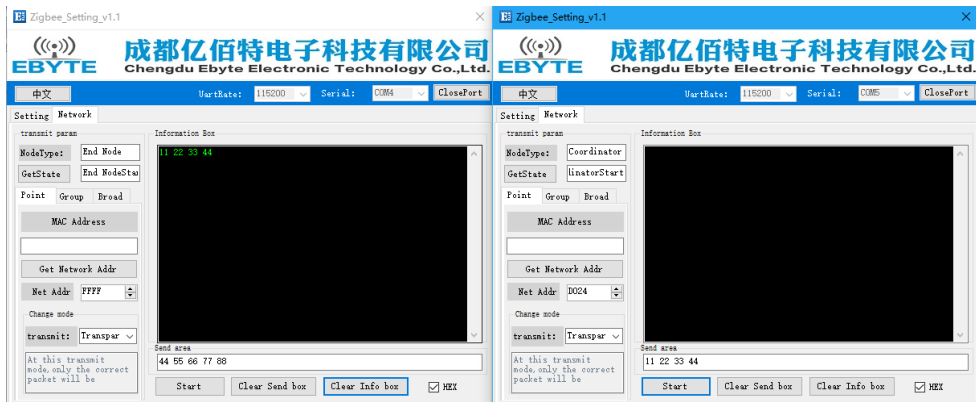 Zigbee_Setting_v1.1
EBYTE
成都亿佰特电子科技有限公司
Chengdu Ebyte Electronic Technology Co.,Ltd.
中文 UartRate: 115200 Serial: COM4 ClosePort
Setting Network
transmit param
NodeType: End Node
GetState End NodeStar
Point Group Broad
MAC Address
Get Network Addr
Net Addr FFFF
Change mode
transmit: Transpar
At this transmit
mode,only the correct
packet will be
Information Box
11 22 33 44
Send area
44 55 66 77 88
Start Clear Send box Clear Info box HEX
Zigbee_Setting_v1.1
EBYTE
成都亿佰特电子科技有限公司
Chengdu Ebyte Electronic Technology Co.,Ltd.
中文 UartRate: 115200 Serial: COM5 ClosePort
Setting Network
transmit param
NodeType: Coordinator
GetState linatorStart
Point Group Broad
MAC Address
Get Network Addr
Net Addr D024
Change mode
transmit: Transpar
At this transmit
mode,only the correct
packet will be
Information Box
Send area
11 22 33 44
Start Clear Send box Clear Info box HEX